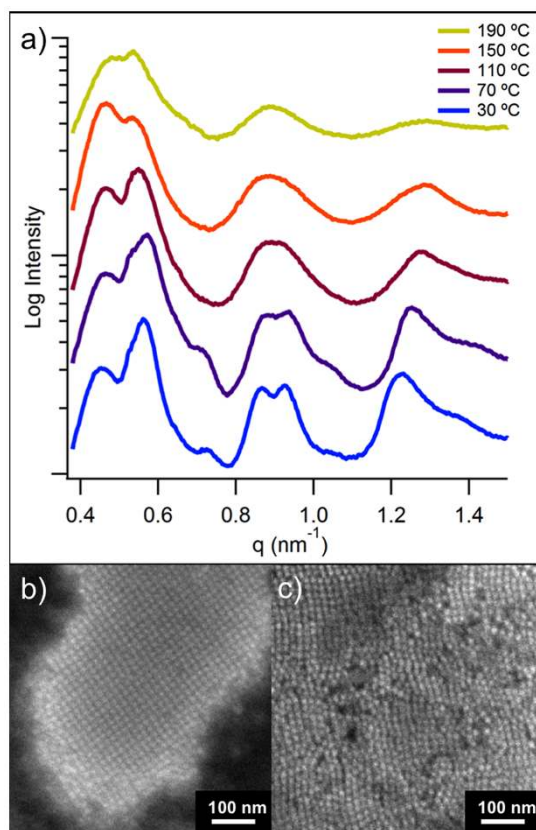 a)
190 ºC
150 ºC
110 ºC
70 ºC
30 ºC
Log Intensity
0.4 0.6 0.8 1.0 1.2 1.4
q (nm⁻¹)
b)
c)
100 nm
100 nm